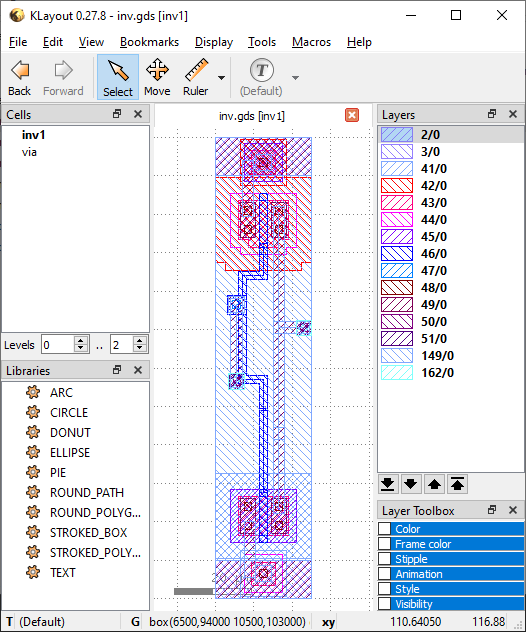 KLayout 0.27.8 - inv.gds [inv1]
File Edit View Bookmarks Display Tools Macros Help
Back Forward Select Move Ruler (Default)
Cells
inv1
via
Levels 0 .. 2
Libraries
ARC
CIRCLE
DONUT
ELLIPSE
PIE
ROUND_PATH
ROUND_POLYG...
STROKED_BOX
STROKED_POLY...
TEXT
inv.gds [inv1]
Layers
2/0
3/0
41/0
42/0
43/0
44/0
45/0
46/0
47/0
48/0
49/0
50/0
51/0
149/0
162/0
Layer Toolbox
Color
Frame color
Stipple
Animation
Style
Visibility
T (Default) G box(6500,94000 10500,103000) xy 110.64050 116.88